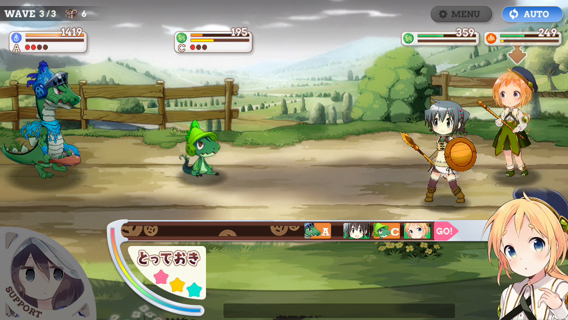 WAVE 3/3 6
MENU
AUTO
1419
A
195
C
359
249
A
C
GO!
とっておき
SUPPORT